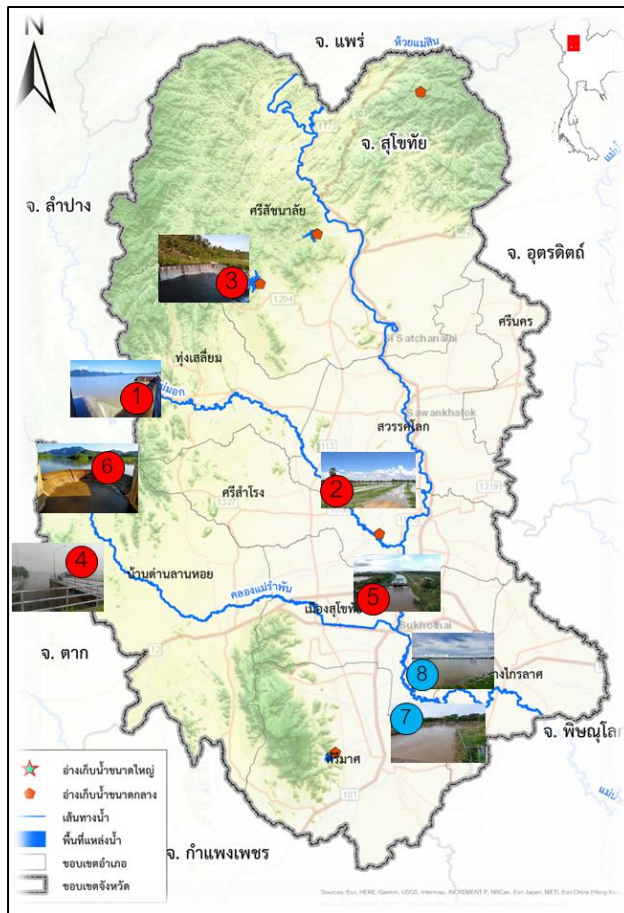 จ. แพร่
ห้วยแม่สิน
จ. สุโขทัย
จ. ลำปาง
ศรีสัชนาลัย
จ. อุตรดิตถ์
3
1294
ศรีนคร
Si Satchanalai
ทุ่งเสลี่ยม
1
Sawankhalok
สวรรคโลก
6
113
2
1318
ศรีสำโรง
1327
4
บ้านด่านลานหอย
คลองแม่รำพัน
5
เมืองสุโขทัย
Sukhothai
12
จ. ตาก
8
7
จ. พิษณุโลก
คีรีมาศ
101
อ่างเก็บน้ำขนาดใหญ่
อ่างเก็บน้ำขนาดกลาง
เส้นทางน้ำ
พื้นที่แหล่งน้ำ
ขอบเขตอำเภอ
ขอบเขตจังหวัด
จ. กำแพงเพชร
Sources: Esri, HERE, Garmin, USGS, Intermap, INCREMENT P, NRCan, Esri Japan, METI, Esri China (Hong Kong